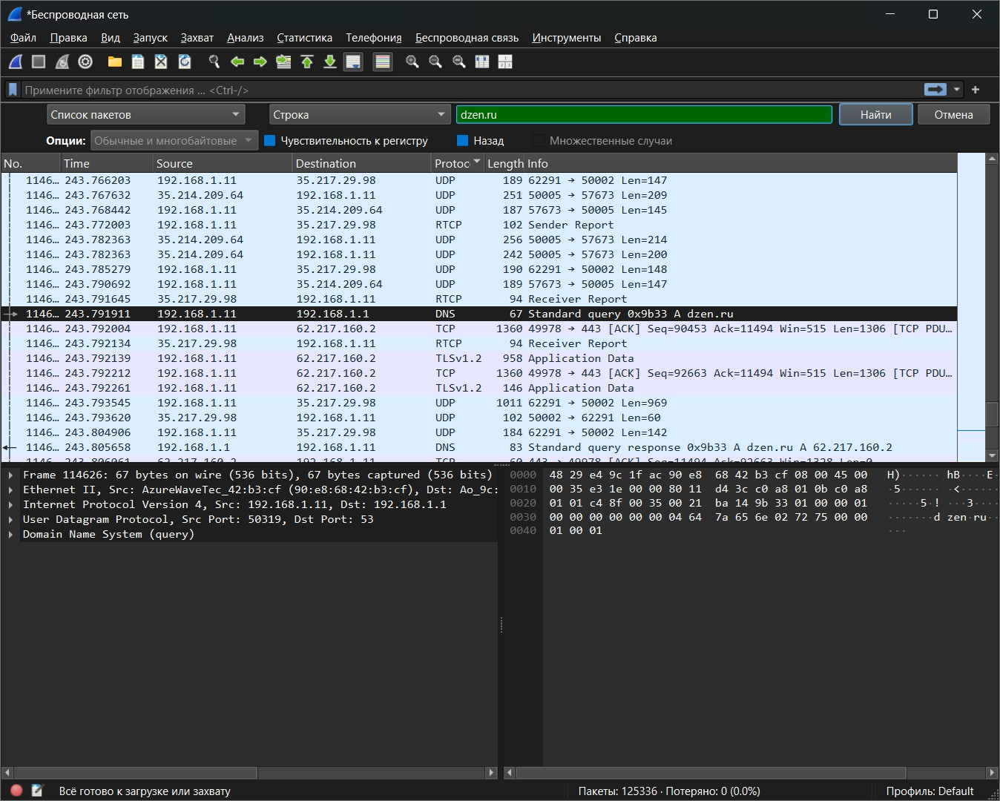 *Беспроводная сеть
Файл Правка Вид Запуск Захват Анализ Статистика Телефония Беспроводная связь Инструменты Справка
Примените фильтр отображения ... <Ctrl-/>
Список пакетов Строка dzen.ru Найти Отмена
Опции: Обычные и многобайтовые Чувствительность к регистру Назад Множественные случаи
No. Time Source Destination Protoc Length Info
1146… 243.766203 192.168.1.11 35.217.29.98 UDP 189 62291 → 50002 Len=147
1146… 243.767632 35.214.209.64 192.168.1.11 UDP 251 50005 → 57673 Len=209
1146… 243.768442 192.168.1.11 35.214.209.64 UDP 187 57673 → 50005 Len=145
1146… 243.772003 192.168.1.11 35.217.29.98 RTCP 102 Sender Report
1146… 243.782363 35.214.209.64 192.168.1.11 UDP 256 50005 → 57673 Len=214
1146… 243.782363 35.214.209.64 192.168.1.11 UDP 242 50005 → 57673 Len=200
1146… 243.785279 192.168.1.11 35.217.29.98 UDP 190 62291 → 50002 Len=148
1146… 243.790692 192.168.1.11 35.214.209.64 UDP 189 57673 → 50005 Len=147
1146… 243.791645 35.217.29.98 192.168.1.11 RTCP 94 Receiver Report
1146… 243.791911 192.168.1.11 192.168.1.1 DNS 67 Standard query 0x9b33 A dzen.ru
1146… 243.792004 192.168.1.11 62.217.160.2 TCP 1360 49978 → 443 [ACK] Seq=90453 Ack=11494 Win=515 Len=1306 [TCP PDU…
1146… 243.792134 35.217.29.98 192.168.1.11 RTCP 94 Receiver Report
1146… 243.792139 192.168.1.11 62.217.160.2 TLSv1.2 958 Application Data
1146… 243.792212 192.168.1.11 62.217.160.2 TCP 1360 49978 → 443 [ACK] Seq=92663 Ack=11494 Win=515 Len=1306 [TCP PDU…
1146… 243.792261 192.168.1.11 62.217.160.2 TLSv1.2 146 Application Data
1146… 243.793545 192.168.1.11 35.217.29.98 UDP 1011 62291 → 50002 Len=969
1146… 243.793620 35.217.29.98 192.168.1.11 UDP 102 50002 → 62291 Len=60
1146… 243.804906 192.168.1.11 35.217.29.98 UDP 184 62291 → 50002 Len=142
1146… 243.805658 192.168.1.1 192.168.1.11 DNS 83 Standard query response 0x9b33 A dzen.ru A 62.217.160.2
1146… 243.806061 62.217.160.2 192.168.1.11 TCP 60 443 → 49978 [ACK] Seq=11494 Ack=92663 Win=1328 Len=0
Frame 114626: 67 bytes on wire (536 bits), 67 bytes captured (536 bits)
Ethernet II, Src: AzureWaveTec_42:b3:cf (90:e8:68:42:b3:cf), Dst: Ao_9c:
Internet Protocol Version 4, Src: 192.168.1.11, Dst: 192.168.1.1
User Datagram Protocol, Src Port: 50319, Dst Port: 53
Domain Name System (query)
0000 48 29 e4 9c 1f ac 90 e8 68 42 b3 cf 08 00 45 00 H)······ hB····E·
0010 00 35 e3 1e 00 00 80 11 d4 3c c0 a8 01 0b c0 a8 ·5······ ·<······
0020 01 01 c4 8f 00 35 00 21 ba 14 9b 33 01 00 00 01 ·····5·! ···3····
0030 00 00 00 00 00 00 04 64 7a 65 6e 02 72 75 00 00 ·······d zen·ru··
0040 01 00 01 ···
Всё готово к загрузке или захвату Пакеты: 125336 · Потеряно: 0 (0.0%) Профиль: Default